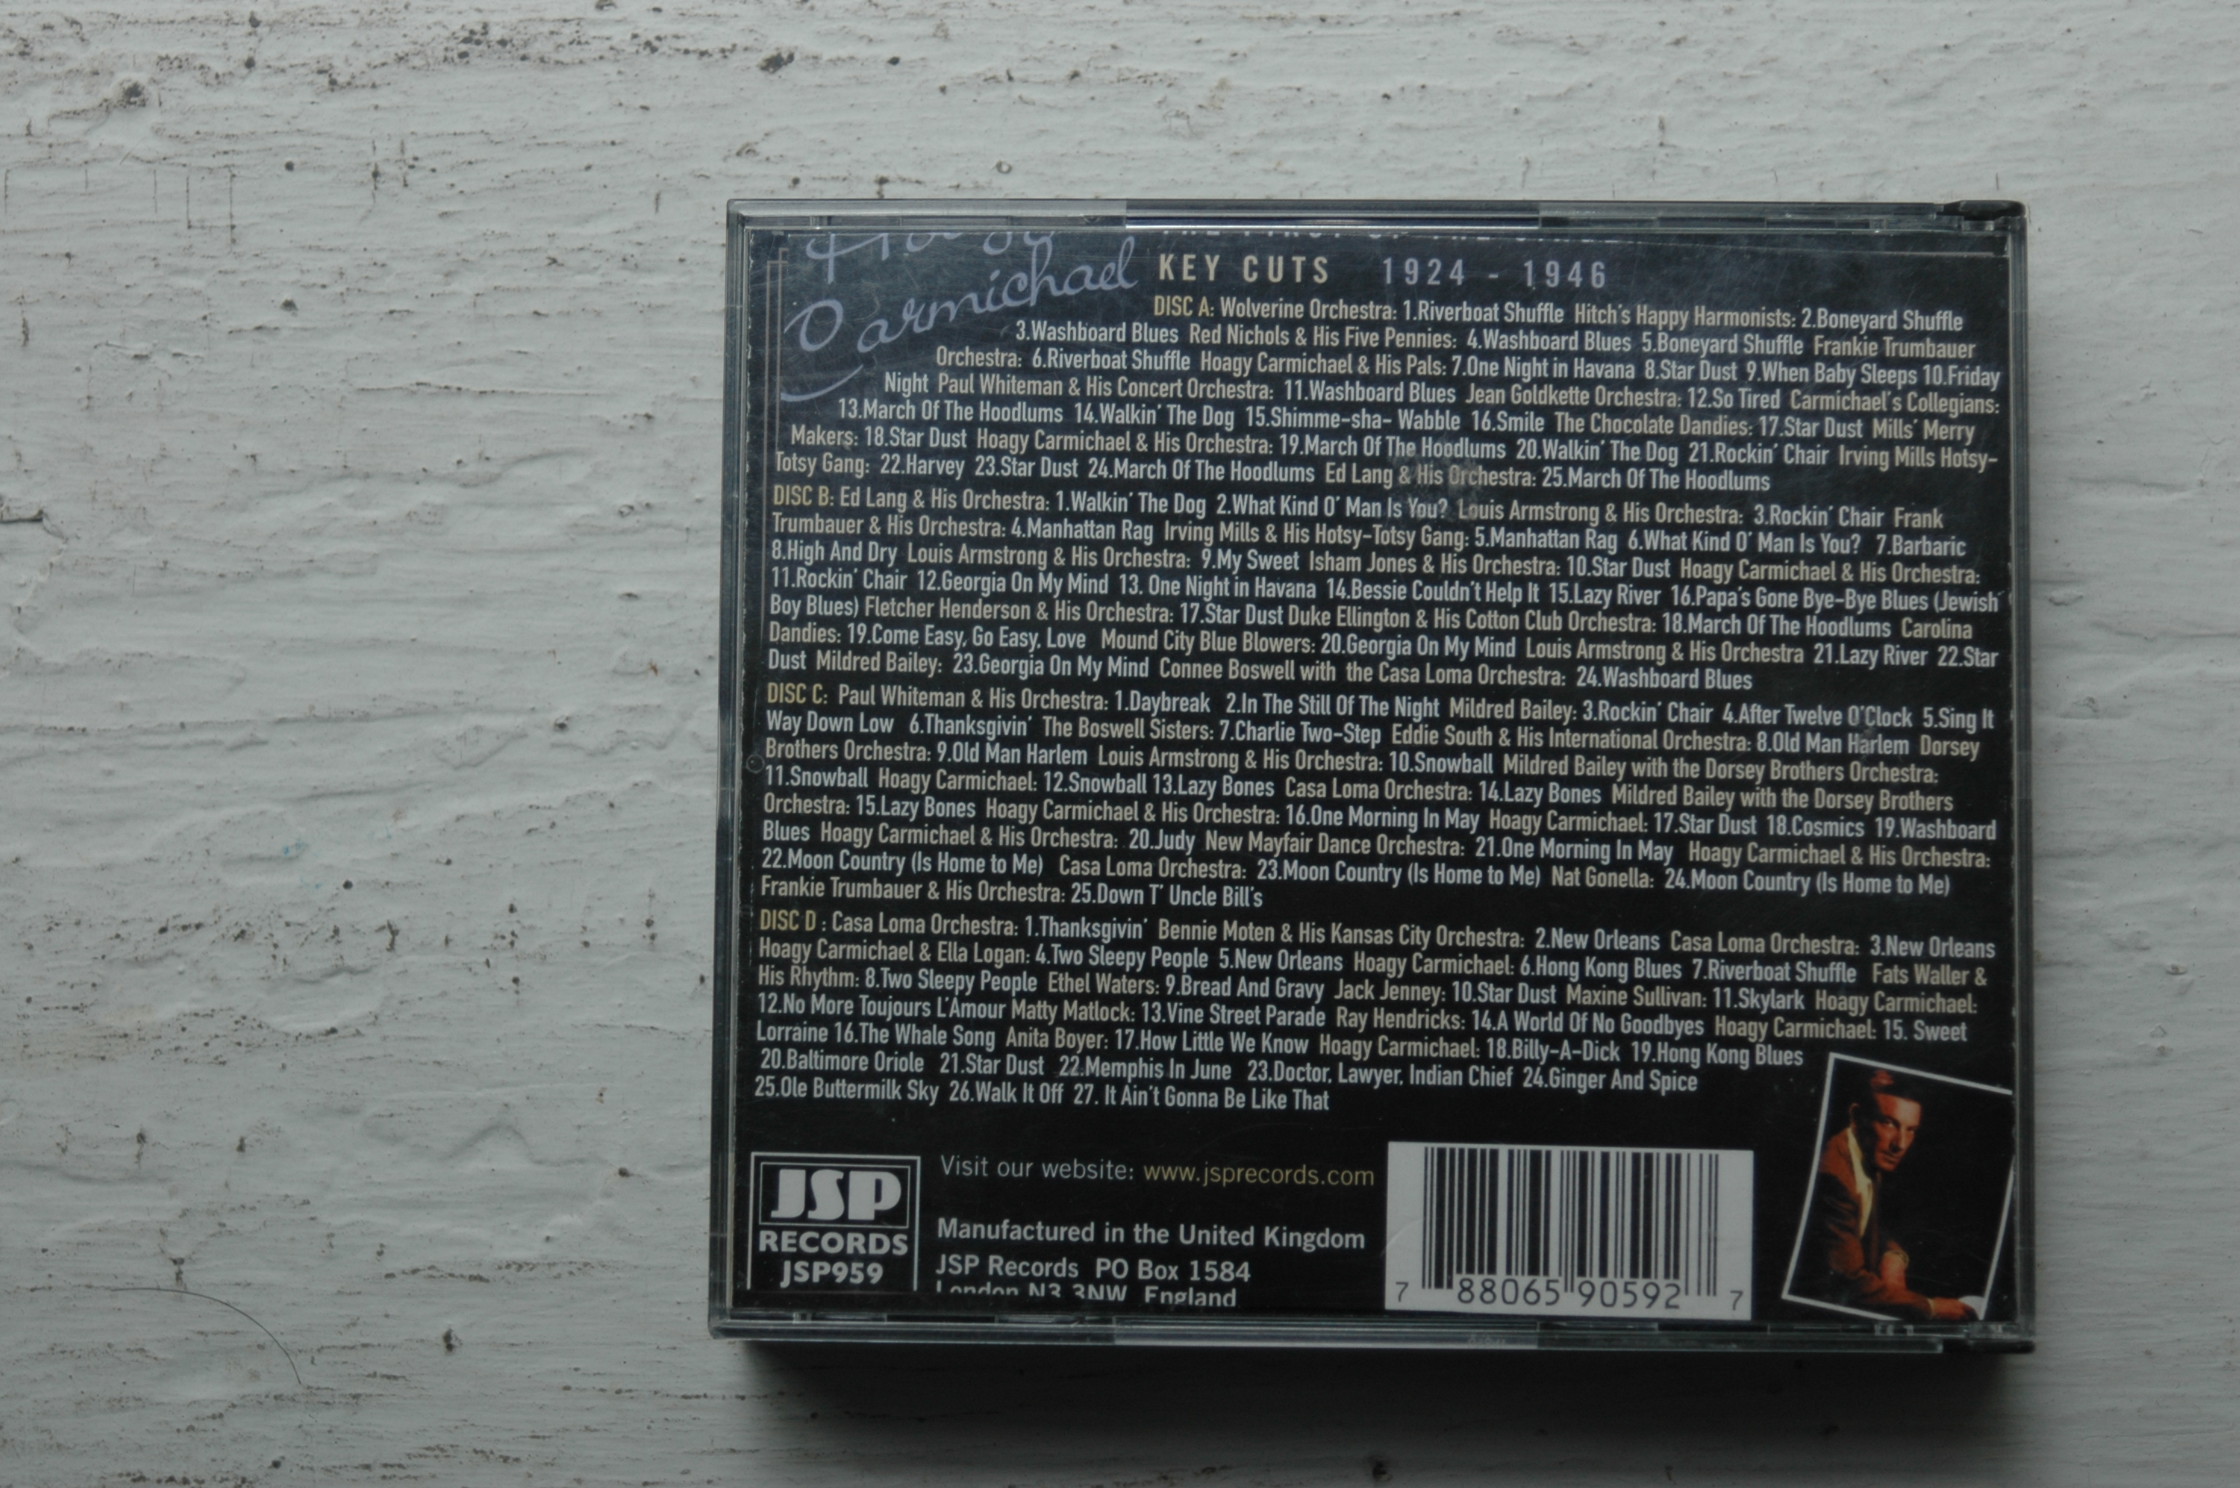 Hoagy
Carmichael
KEY CUTS 1924 - 1946
DISC A: Wolverine Orchestra: 1.Riverboat Shuffle Hitch's Happy Harmonists: 2.Boneyard Shuffle
3.Washboard Blues Red Nichols & His Five Pennies: 4.Washboard Blues 5.Boneyard Shuffle Frankie Trumbauer
Orchestra: 6.Riverboat Shuffle Hoagy Carmichael & His Pals: 7.One Night in Havana 8.Star Dust 9.When Baby Sleeps 10.Friday
Night Paul Whiteman & His Concert Orchestra: 11.Washboard Blues Jean Goldkette Orchestra: 12.So Tired Carmichael's Collegians:
13.March Of The Hoodlums 14.Walkin' The Dog 15.Shimme-sha- Wabble 16.Smile The Chocolate Dandies: 17.Star Dust Mills' Merry
Makers: 18.Star Dust Hoagy Carmichael & His Orchestra: 19.March Of The Hoodlums 20.Walkin' The Dog 21.Rockin' Chair Irving Mills Hotsy-
Totsy Gang: 22.Harvey 23.Star Dust 24.March Of The Hoodlums Ed Lang & His Orchestra: 25.March Of The Hoodlums
DISC B: Ed Lang & His Orchestra: 1.Walkin' The Dog 2.What Kind O' Man Is You? Louis Armstrong & His Orchestra: 3.Rockin' Chair Frank
Trumbauer & His Orchestra: 4.Manhattan Rag Irving Mills & His Hotsy-Totsy Gang: 5.Manhattan Rag 6.What Kind O' Man Is You? 7.Barbaric
8.High And Dry Louis Armstrong & His Orchestra: 9.My Sweet Isham Jones & His Orchestra: 10.Star Dust Hoagy Carmichael & His Orchestra:
11.Rockin' Chair 12.Georgia On My Mind 13. One Night in Havana 14.Bessie Couldn't Help It 15.Lazy River 16.Papa's Gone Bye-Bye Blues (Jewish
Boy Blues) Fletcher Henderson & His Orchestra: 17.Star Dust Duke Ellington & His Cotton Club Orchestra: 18.March Of The Hoodlums Carolina
Dandies: 19.Come Easy, Go Easy, Love Mound City Blue Blowers: 20.Georgia On My Mind Louis Armstrong & His Orchestra 21.Lazy River 22.Star
Dust Mildred Bailey: 23.Georgia On My Mind Connee Boswell with the Casa Loma Orchestra: 24.Washboard Blues
DISC C: Paul Whiteman & His Orchestra: 1.Daybreak 2.In The Still Of The Night Mildred Bailey: 3.Rockin' Chair 4.After Twelve O'Clock 5.Sing It
Way Down Low 6.Thanksgivin' The Boswell Sisters: 7.Charlie Two-Step Eddie South & His International Orchestra: 8.Old Man Harlem Dorsey
Brothers Orchestra: 9.Old Man Harlem Louis Armstrong & His Orchestra: 10.Snowball Mildred Bailey with the Dorsey Brothers Orchestra:
11.Snowball Hoagy Carmichael: 12.Snowball 13.Lazy Bones Casa Loma Orchestra: 14.Lazy Bones Mildred Bailey with the Dorsey Brothers
Orchestra: 15.Lazy Bones Hoagy Carmichael & His Orchestra: 16.One Morning In May Hoagy Carmichael: 17.Star Dust 18.Cosmics 19.Washboard
Blues Hoagy Carmichael & His Orchestra: 20.Judy New Mayfair Dance Orchestra: 21.One Morning In May Hoagy Carmichael & His Orchestra:
22.Moon Country (Is Home to Me) Casa Loma Orchestra: 23.Moon Country (Is Home to Me) Nat Gonella: 24.Moon Country (Is Home to Me)
Frankie Trumbauer & His Orchestra: 25.Down T' Uncle Bill's
DISC D : Casa Loma Orchestra: 1.Thanksgivin' Bennie Moten & His Kansas City Orchestra: 2.New Orleans Casa Loma Orchestra: 3.New Orleans
Hoagy Carmichael & Ella Logan: 4.Two Sleepy People 5.New Orleans Hoagy Carmichael: 6.Hong Kong Blues 7.Riverboat Shuffle Fats Waller &
His Rhythm: 8.Two Sleepy People Ethel Waters: 9.Bread And Gravy Jack Jenney: 10.Star Dust Maxine Sullivan: 11.Skylark Hoagy Carmichael:
12.No More Toujours L'Amour Matty Matlock: 13.Vine Street Parade Ray Hendricks: 14.A World Of No Goodbyes Hoagy Carmichael: 15. Sweet
Lorraine 16.The Whale Song Anita Boyer: 17.How Little We Know Hoagy Carmichael: 18.Billy-A-Dick 19.Hong Kong Blues
20.Baltimore Oriole 21.Star Dust 22.Memphis In June 23.Doctor, Lawyer, Indian Chief 24.Ginger And Spice
25.Ole Buttermilk Sky 26.Walk It Off 27. It Ain't Gonna Be Like That
JSP
RECORDS
JSP959
Visit our website: www.jsprecords.com
Manufactured in the United Kingdom
JSP Records PO Box 1584
London N3 3NW England
7 88065 90592 7